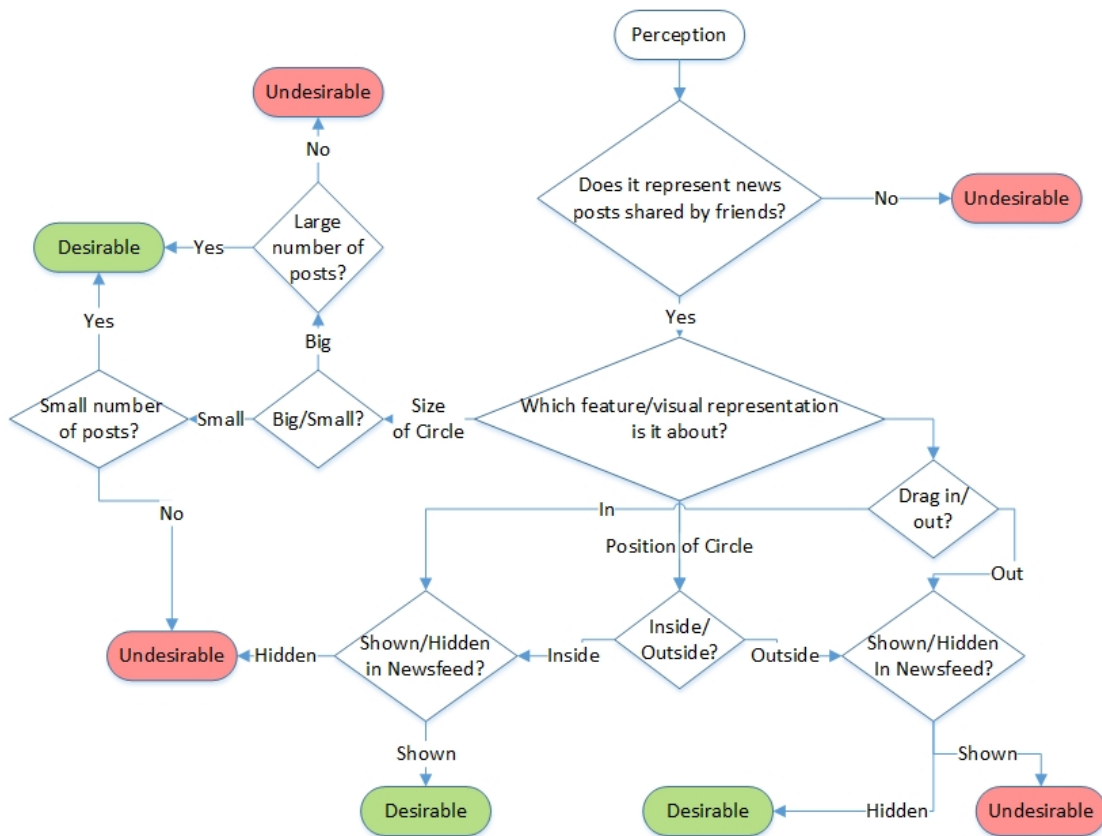 Perception
Undesirable
No
Does it represent news
posts shared by friends?
No
Undesirable
Large
number of
posts?
Yes
Desirable
Yes
Yes
Big
Small number
of posts?
Small
Big/Small?
Size
of Circle
Which feature/visual representation
is it about?
No
In
Drag in/
out?
Position of Circle
Out
Undesirable
Hidden
Shown/Hidden
in Newsfeed?
Inside
Inside/
Outside?
Outside
Shown/Hidden
In Newsfeed?
Shown
Shown
Desirable
Desirable
Hidden
Undesirable